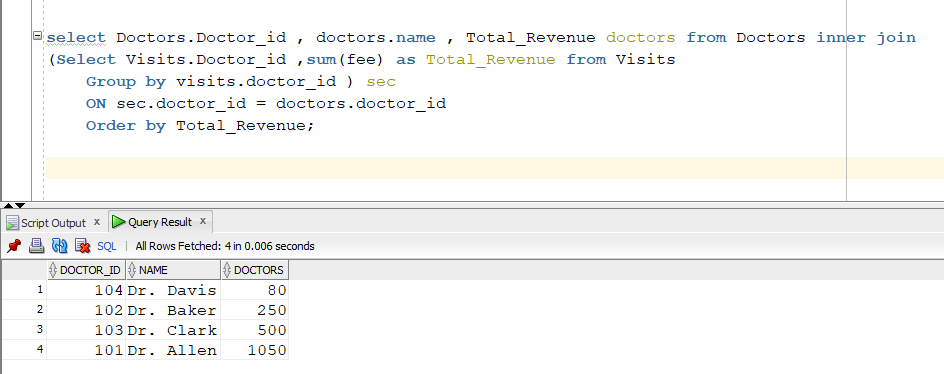 select Doctors.Doctor_id , doctors.name , Total_Revenue doctors from Doctors inner join
(Select Visits.Doctor_id ,sum(fee) as Total_Revenue from Visits
Group by visits.doctor_id ) sec
ON sec.doctor_id = doctors.doctor_id
Order by Total_Revenue;
Script Output x Query Result x
SQL | All Rows Fetched: 4 in 0.006 seconds
DOCTOR_ID NAME DOCTORS
1 104 Dr. Davis 80
2 102 Dr. Baker 250
3 103 Dr. Clark 500
4 101 Dr. Allen 1050